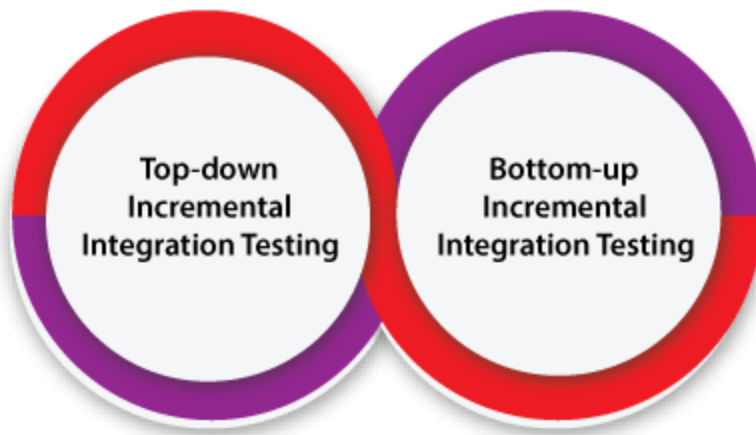 Top-down
Incremental
Integration Testing
Bottom-up
Incremental
Integration Testing